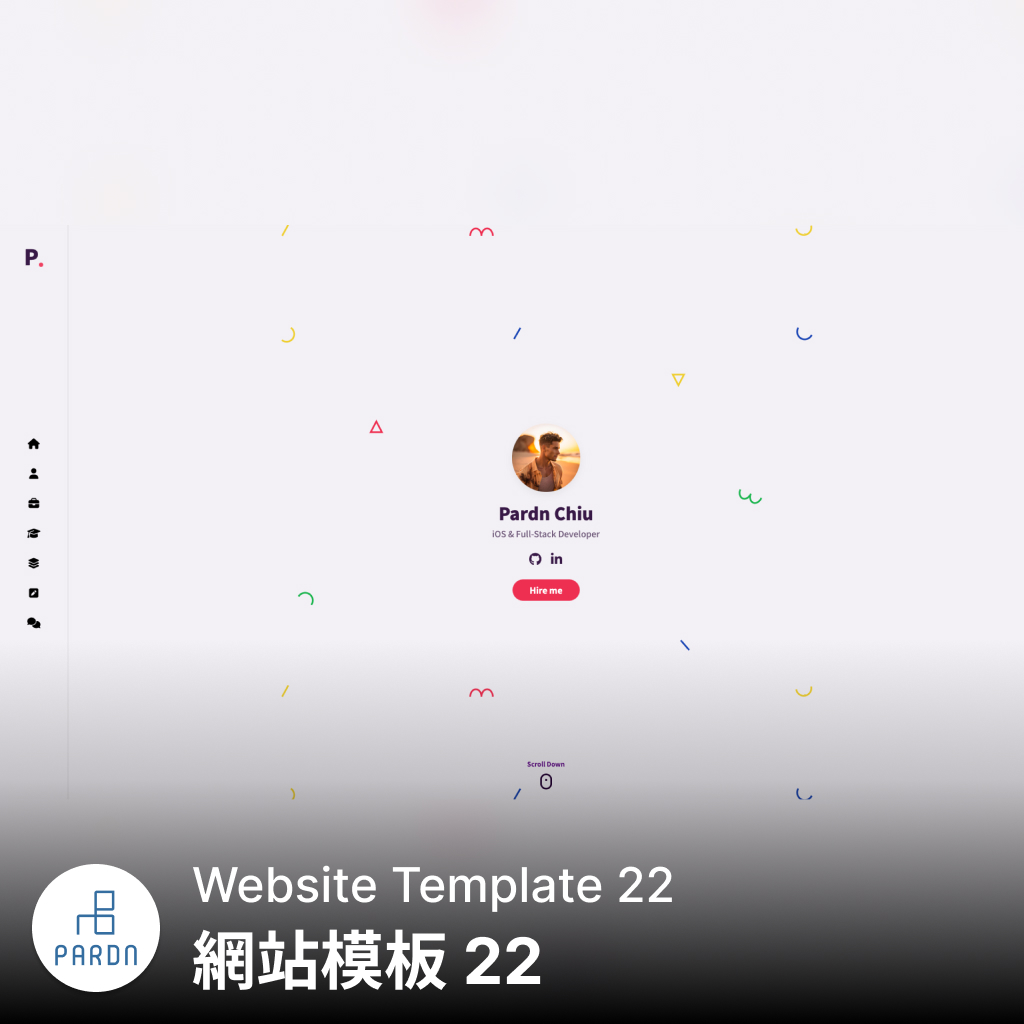 P.
Pardn Chiu
iOS & Full-Stack Developer
in
Hire me
Scroll Down
PARDN
Website Template 22
網站模板 22